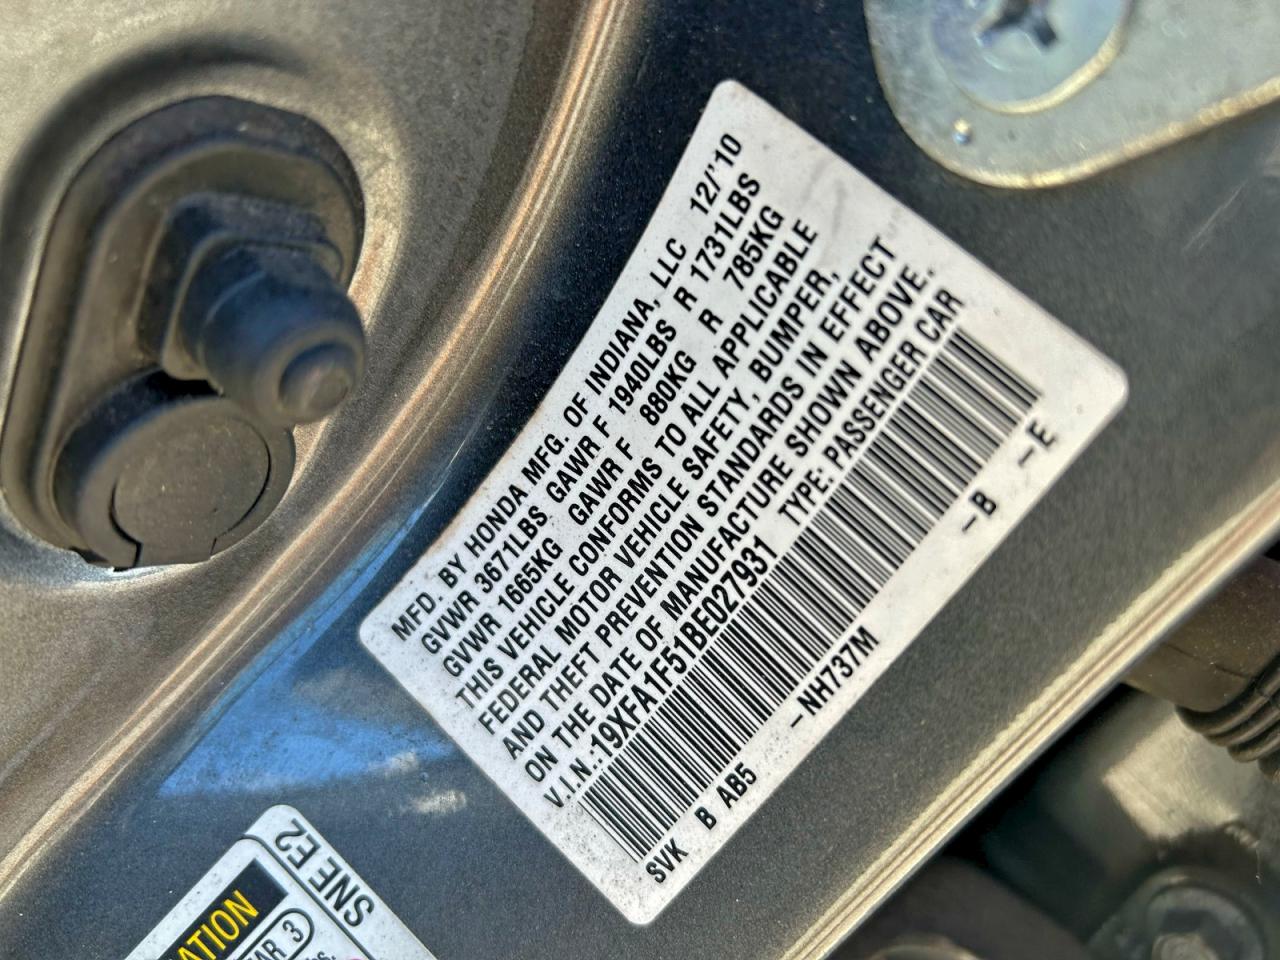 MFD. BY HONDA MFG. OF INDIANA, LLC 12/'10
GVWR 3671LBS GAWR F 1940LBS R 1731LBS
GVWR 1665KG GAWR F 880KG R 785KG
THIS VEHICLE CONFORMS TO ALL APPLICABLE
FEDERAL MOTOR VEHICLE SAFETY, BUMPER,
AND THEFT PREVENTION STANDARDS IN EFFECT
ON THE DATE OF MANUFACTURE SHOWN ABOVE.
V.I.N.:19XFA1F51BE027931 TYPE: PASSENGER CAR
SVK B AB5 -NH737M -B -E
SNE E2